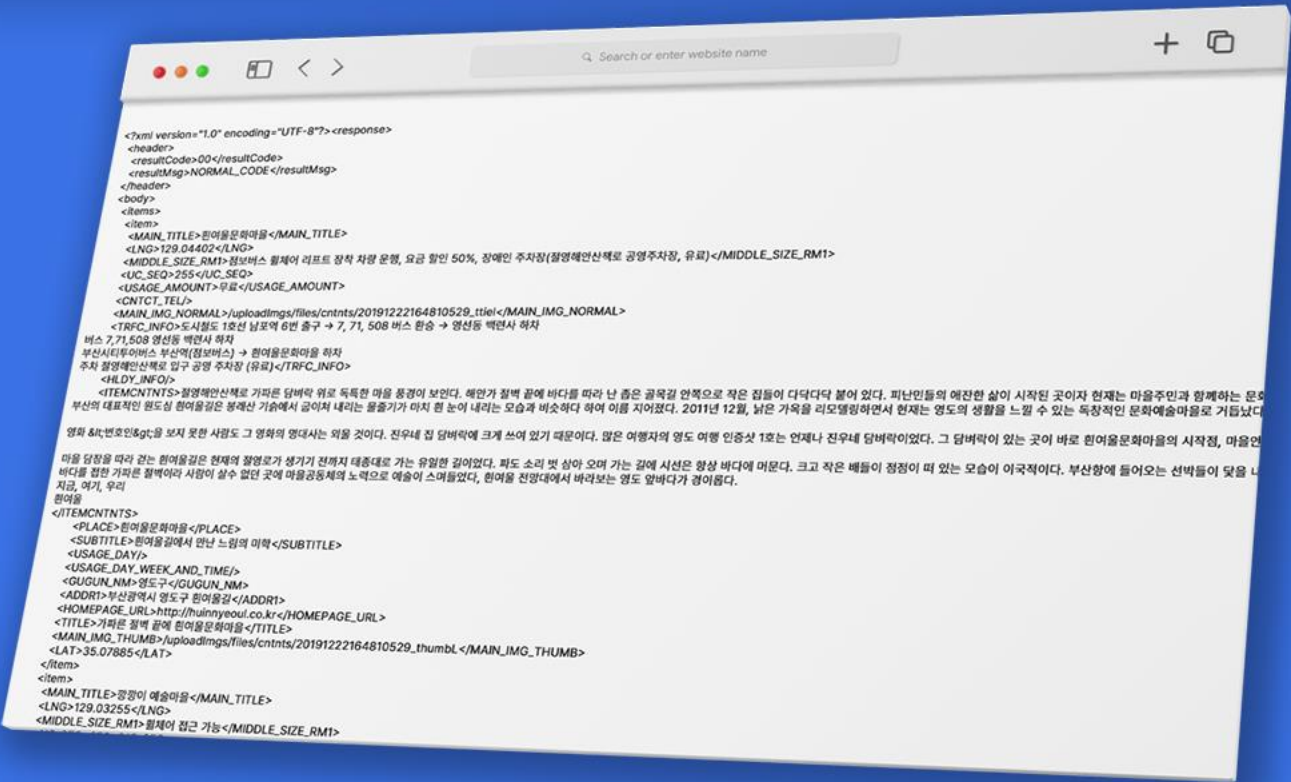 Search or enter website name
<?xml version="1.0" encoding="UTF-8"?><response>
<header>
<resultCode>00</resultCode>
<resultMsg>NORMAL_CODE</resultMsg>
</header>
<body>
<items>
<item>
<MAIN_TITLE>흰여울문화마을</MAIN_TITLE>
<LNG>129.04402</LNG>
<MIDDLE_SIZE_RM1>점보버스 휠체어 리프트 장착 차량 운행, 요금 할인 50%, 장애인 주차장(절영해안산책로 공영주차장, 유료)</MIDDLE_SIZE_RM1>
<UC_SEQ>255</UC_SEQ>
<USAGE_AMOUNT>무료</USAGE_AMOUNT>
<CNTCT_TEL/>
<MAIN_IMG_NORMAL>/uploadImgs/files/cntnts/20191222164810529_ttiel</MAIN_IMG_NORMAL>
<TRFC_INFO>도시철도 1호선 남포역 6번 출구 → 7, 71, 508 버스 환승 → 영선동 백련사 하차
버스 7,71,508 영선동 백련사 하차
부산시티투어버스 부산역(점보버스) → 흰여울문화마을 하차
주차 절영해안산책로 입구 공영 주차장 (유료)</TRFC_INFO>
<HLDY_INFO/>
<ITEMCNTNTS>절영해안산책로 가파른 담벼락 위로 독특한 마을 풍경이 보인다. 해안가 절벽 끝에 바다를 따라 난 좁은 골목길 안쪽으로 작은 집들이 다닥다닥 붙어 있다. 피난민들의 애잔한 삶이 시작된 곳이자 현재는 마을주민과 함께하는 문화
부산의 대표적인 원도심 흰여울길은 봉래산 기슭에서 굽이쳐 내리는 물줄기가 마치 흰 눈이 내리는 모습과 비슷하다 하여 이름 지어졌다. 2011년 12월, 낡은 가옥을 리모델링하면서 현재는 영도의 생활을 느낄 수 있는 독창적인 문화예술마을로 거듭났다
영화 &lt;변호인&gt;을 보지 못한 사람도 그 영화의 명대사는 외울 것이다. 진우네 집 담벼락에 크게 쓰여 있기 때문이다. 많은 여행자의 영도 여행 인증샷 1호는 언제나 진우네 담벼락이었다. 그 담벼락이 있는 곳이 바로 흰여울문화마을의 시작점, 마을안
마을 담장을 따라 걷는 흰여울길은 현재의 절영로가 생기기 전까지 태종대로 가는 유일한 길이었다. 파도 소리 벗 삼아 오며 가는 길에 시선은 항상 바다에 머문다. 크고 작은 배들이 점점이 떠 있는 모습이 이국적이다. 부산항에 들어오는 선박들이 닻을 내
바다를 접한 가파른 절벽이라 사람이 살수 없던 곳에 마을공동체의 노력으로 예술이 스며들었다, 흰여울 전망대에서 바라보는 영도 앞바다가 경이롭다.
지금, 여기, 우리
흰여울
</ITEMCNTNTS>
<PLACE>흰여울문화마을</PLACE>
<SUBTITLE>흰여울길에서 만난 느림의 미학</SUBTITLE>
<USAGE_DAY/>
<USAGE_DAY_WEEK_AND_TIME/>
<GUGUN_NM>영도구</GUGUN_NM>
<ADDR1>부산광역시 영도구 흰여울길</ADDR1>
<HOMEPAGE_URL>http://huinnyeoul.co.kr</HOMEPAGE_URL>
<TITLE>가파른 절벽 끝에 흰여울문화마을</TITLE>
<MAIN_IMG_THUMB>/uploadImgs/files/cntnts/20191222164810529_thumbL</MAIN_IMG_THUMB>
<LAT>35.07885</LAT>
</item>
<item>
<MAIN_TITLE>깡깡이 예술마을</MAIN_TITLE>
<LNG>129.03255</LNG>
<MIDDLE_SIZE_RM1>휠체어 접근 가능</MIDDLE_SIZE_RM1>